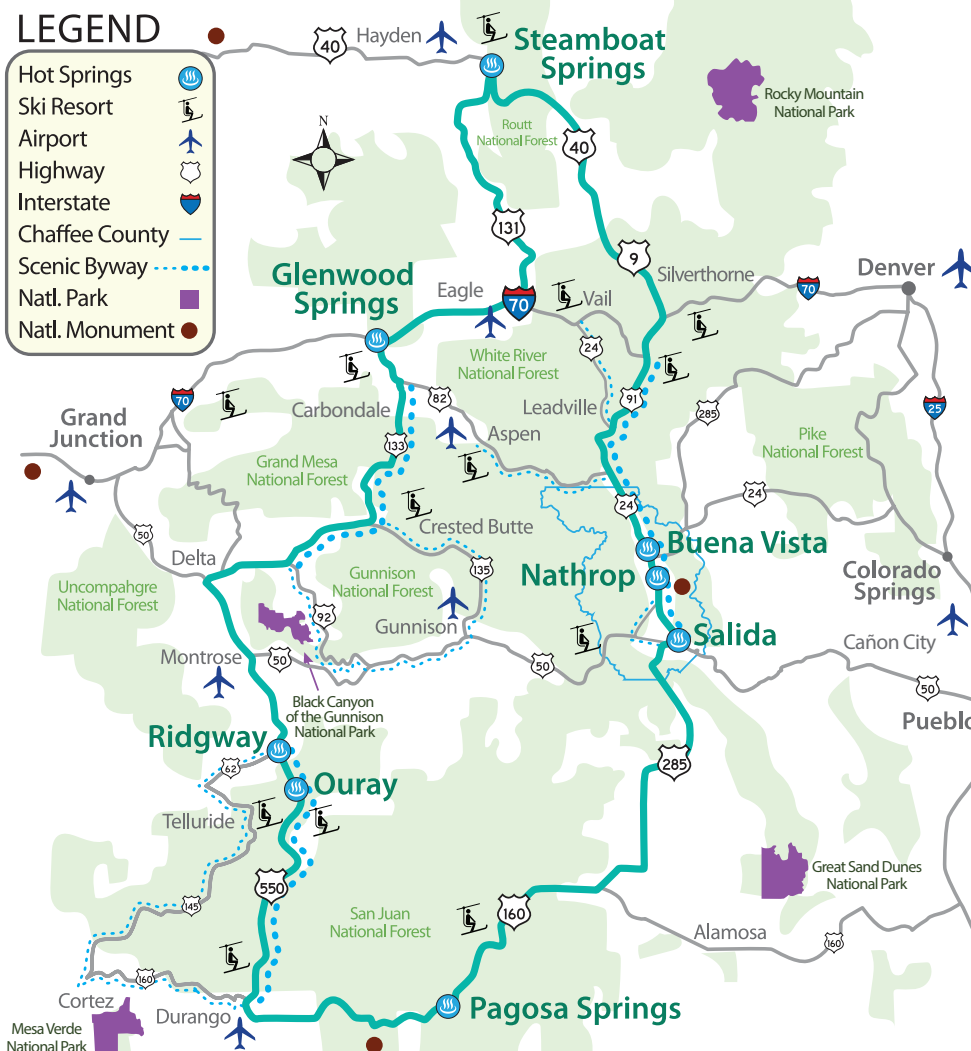 LEGEND
Hot Springs
Ski Resort
Airport
Highway
Interstate
Chaffee County
Scenic Byway
Natl. Park
Natl. Monument
40
Hayden
Steamboat
Springs
Rocky Mountain
National Park
N
Routt
National Forest
40
131
9
Glenwood
Springs
Eagle
70
Vail
Silverthorne
70
Denver
24
White River
National Forest
70
Carbondale
82
Leadville
91
285
25
Grand
Junction
133
Aspen
Pike
National Forest
Grand Mesa
National Forest
24
24
50
Crested Butte
Delta
Buena Vista
Uncompahgre
National Forest
Gunnison
National Forest
135
Nathrop
Colorado
Springs
92
Gunnison
Salida
Cañon City
Montrose
50
50
50
Black Canyon
of the Gunnison
National Park
Pueblo
Ridgway
62
285
Ouray
Telluride
550
Great Sand Dunes
National Park
145
San Juan
National Forest
160
Alamosa
160
160
Cortez
Durango
Pagosa Springs
Mesa Verde
National Park